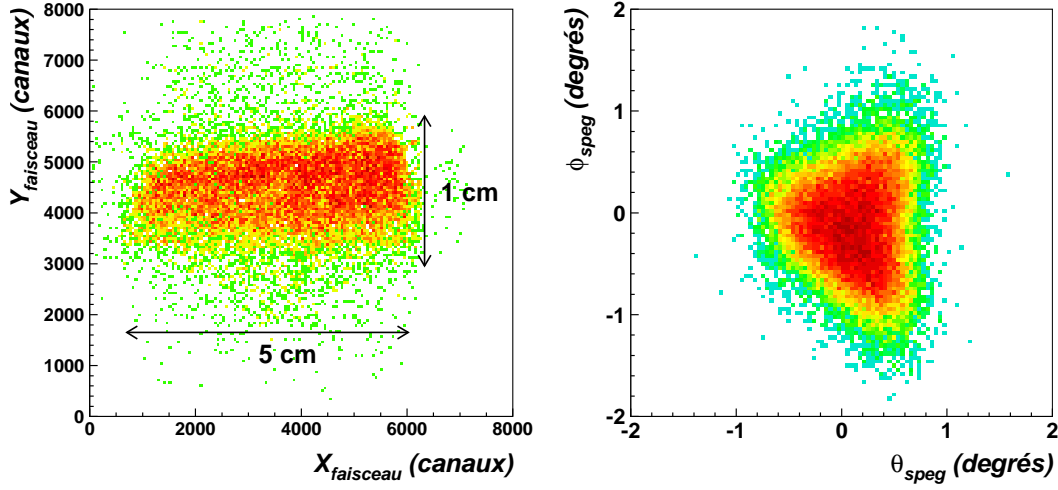 Y_faisceau (canaux)
8000
7000
6000
5000
4000
3000
2000
1000
0
0 2000 4000 6000 8000
X_faisceau (canaux)
1 cm
5 cm
ϕ_speg (degrés)
2
1
0
-1
-2
-2 -1 0 1 2
θ_speg (degrés)